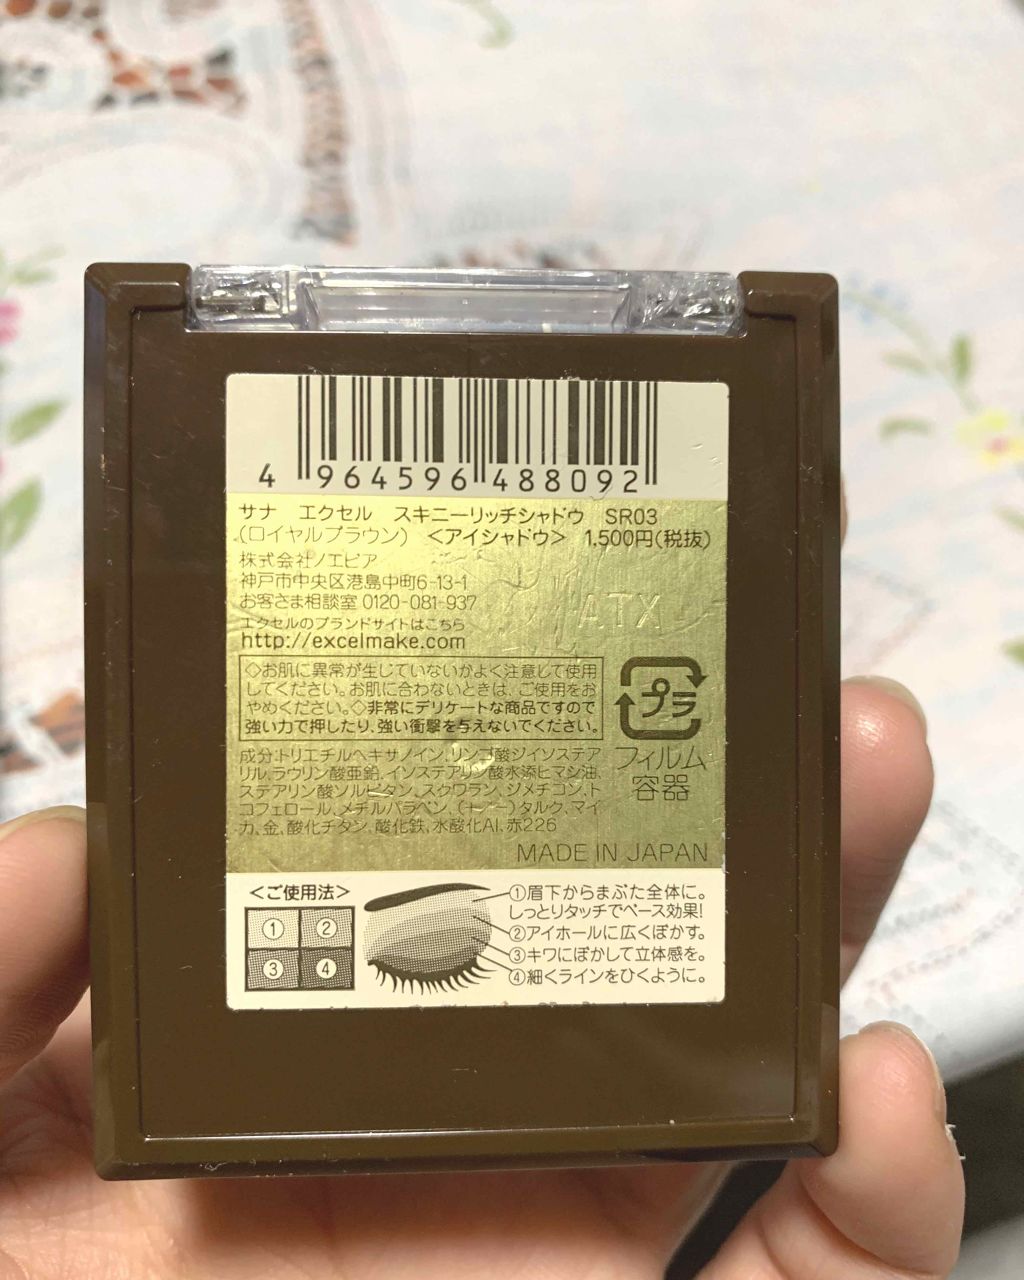 4 964596 488092
サナ エクセル スキニーリッチシャドウ SR03
(ロイヤルブラウン) <アイシャドウ> 1,500円(税抜)
株式会社ノエビア
神戸市中央区港島中町6-13-1
お客さま相談室 0120-081-937
エクセルのブランドサイトはこちら
http://excelmake.com
◇お肌に異常が生じていないかよく注意して使用
してください。お肌に合わないときは、ご使用をお
やめください。◇非常にデリケートな商品ですので
強い力で押したり、強い衝撃を与えないでください。
プラ
フィルム
容器
成分:トリエチルヘキサノイン、リンゴ酸ジイソステア
リル、ラウリン酸亜鉛、イソステアリン酸水添ヒマシ油、
ステアリン酸ソルビタン、スクワラン、ジメチコン、ト
コフェロール、メチルパラベン、(+/-)タルク、マイ
カ、金、酸化チタン、酸化鉄、水酸化Al、赤226
MADE IN JAPAN
<ご使用法>
① ②
③ ④
①眉下からまぶた全体に。
しっとりタッチでベース効果!
②アイホールに広くぼかす。
③キワにぼかして立体感を。
④細くラインをひくように。